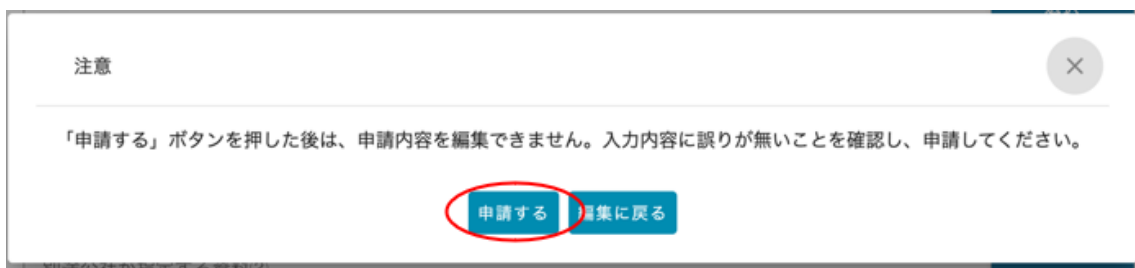 注意
「申請する」ボタンを押した後は、申請内容を編集できません。入力内容に誤りが無いことを確認し、申請してください。
申請する 編集に戻る